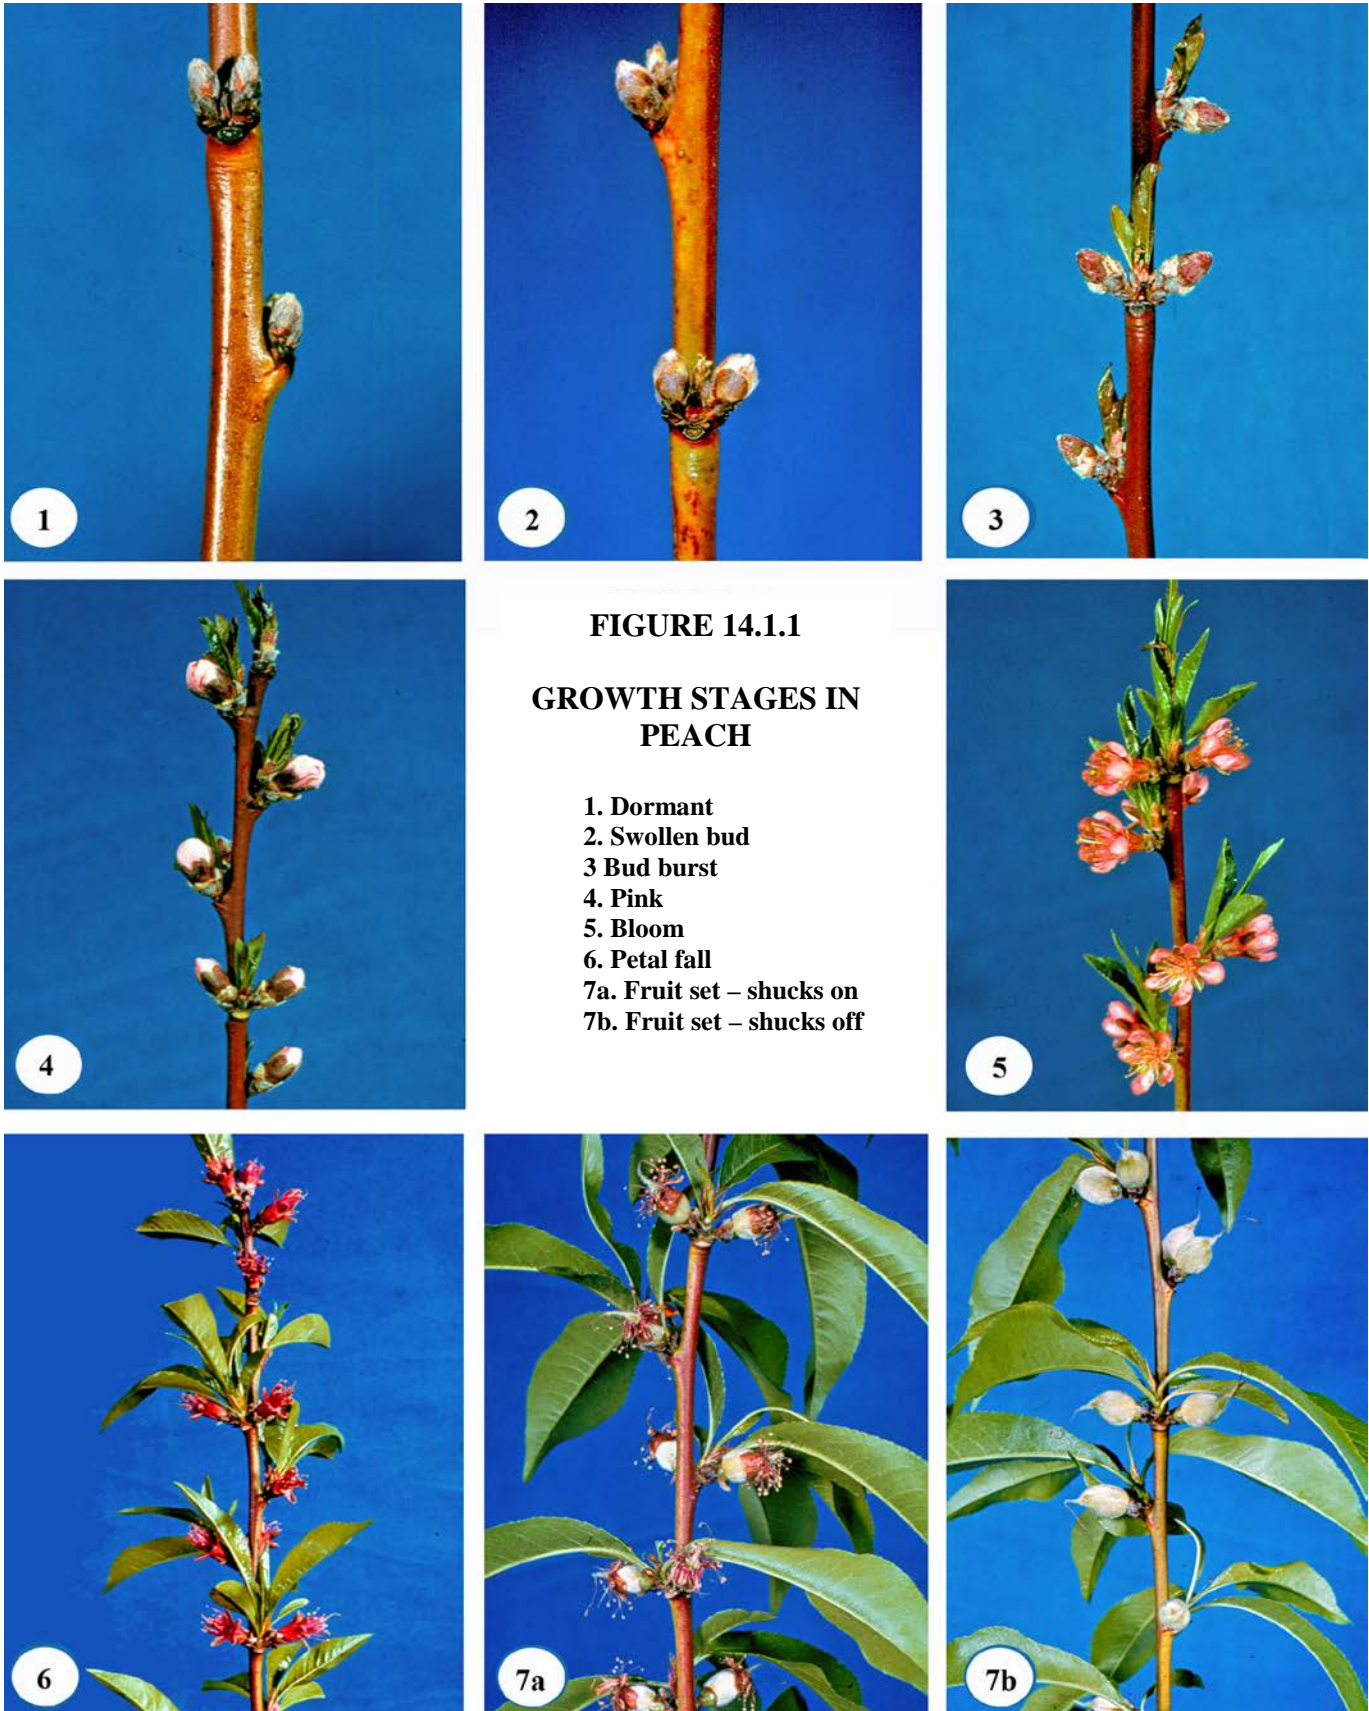 1
2
3
FIGURE 14.1.1
GROWTH STAGES IN
PEACH
1. Dormant
2. Swollen bud
3 Bud burst
4. Pink
5. Bloom
6. Petal fall
7a. Fruit set – shucks on
7b. Fruit set – shucks off
4
5
6
7a
7b